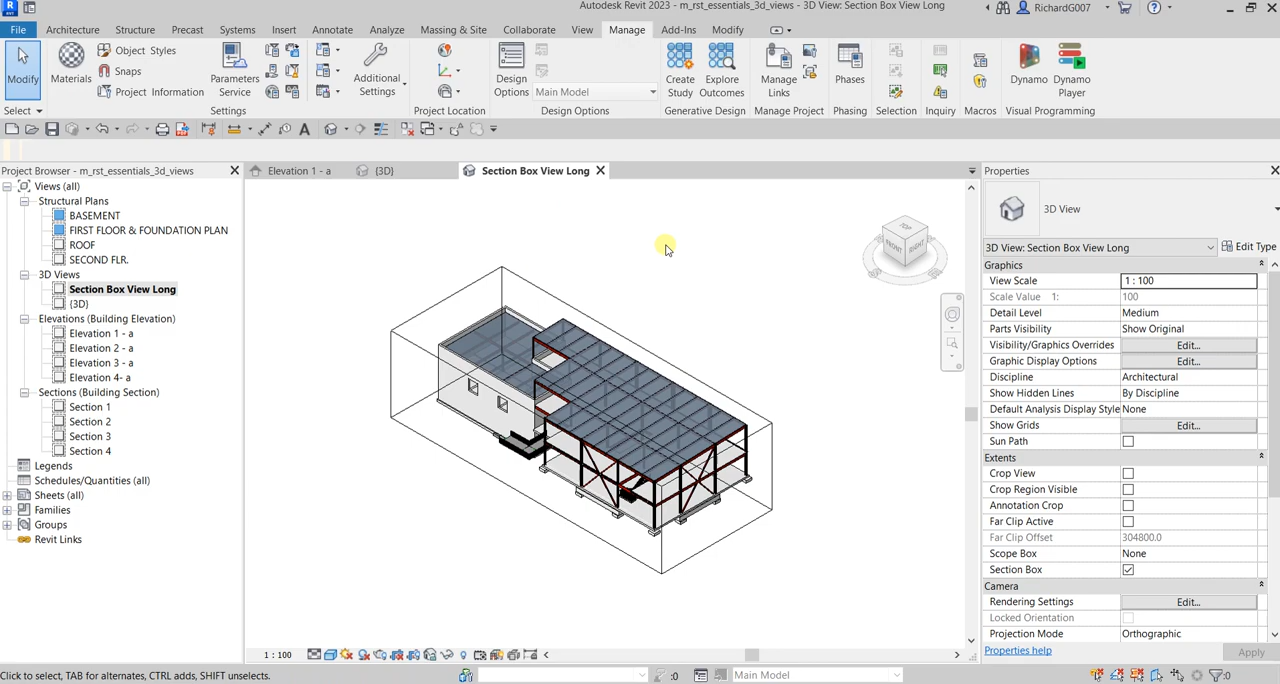 Autodesk Revit 2023 - m_rst_essentials_3d_views - 3D View: Section Box View Long
RichardG007
File Architecture Structure Precast Systems Insert Annotate Analyze Massing & Site Collaborate View Manage Add-Ins Modify
Modify
Materials
Object Styles
Snaps
Project Information
Parameters Service
Additional Settings
Design Options
Main Model
Create Study
Explore Outcomes
Manage Links
Phases
Dynamo
Dynamo Player
Select Settings Project Location Design Options Generative Design Manage Project Phasing Selection Inquiry Macros Visual Programming
Project Browser - m_rst_essentials_3d_views
Elevation 1 - a
{3D}
Section Box View Long
Properties
Views (all)
Structural Plans
BASEMENT
FIRST FLOOR & FOUNDATION PLAN
ROOF
SECOND FLR.
3D Views
Section Box View Long
{3D}
Elevations (Building Elevation)
Elevation 1 - a
Elevation 2 - a
Elevation 3 - a
Elevation 4- a
Sections (Building Section)
Section 1
Section 2
Section 3
Section 4
Legends
Schedules/Quantities (all)
Sheets (all)
Families
Groups
Revit Links
TOP
FRONT
RIGHT
3D View
3D View: Section Box View Long
Edit Type
Graphics
View Scale 1 : 100
Scale Value 1: 100
Detail Level Medium
Parts Visibility Show Original
Visibility/Graphics Overrides Edit...
Graphic Display Options Edit...
Discipline Architectural
Show Hidden Lines By Discipline
Default Analysis Display Style None
Show Grids Edit...
Sun Path
Extents
Crop View
Crop Region Visible
Annotation Crop
Far Clip Active
Far Clip Offset 304800.0
Scope Box None
Section Box
Camera
Rendering Settings Edit...
Locked Orientation
Projection Mode Orthographic
Properties help
Apply
1 : 100
Click to select, TAB for alternates, CTRL adds, SHIFT unselects.
:0
Main Model
:0